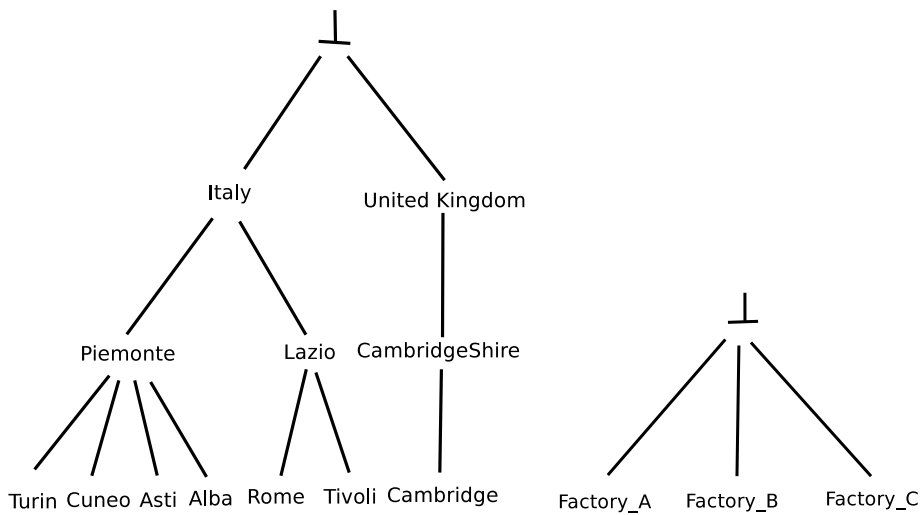 Italy
United Kingdom
Piemonte Lazio CambridgeShire
Turin Cuneo Asti Alba Rome Tivoli Cambridge
Factory_A Factory_B Factory_C